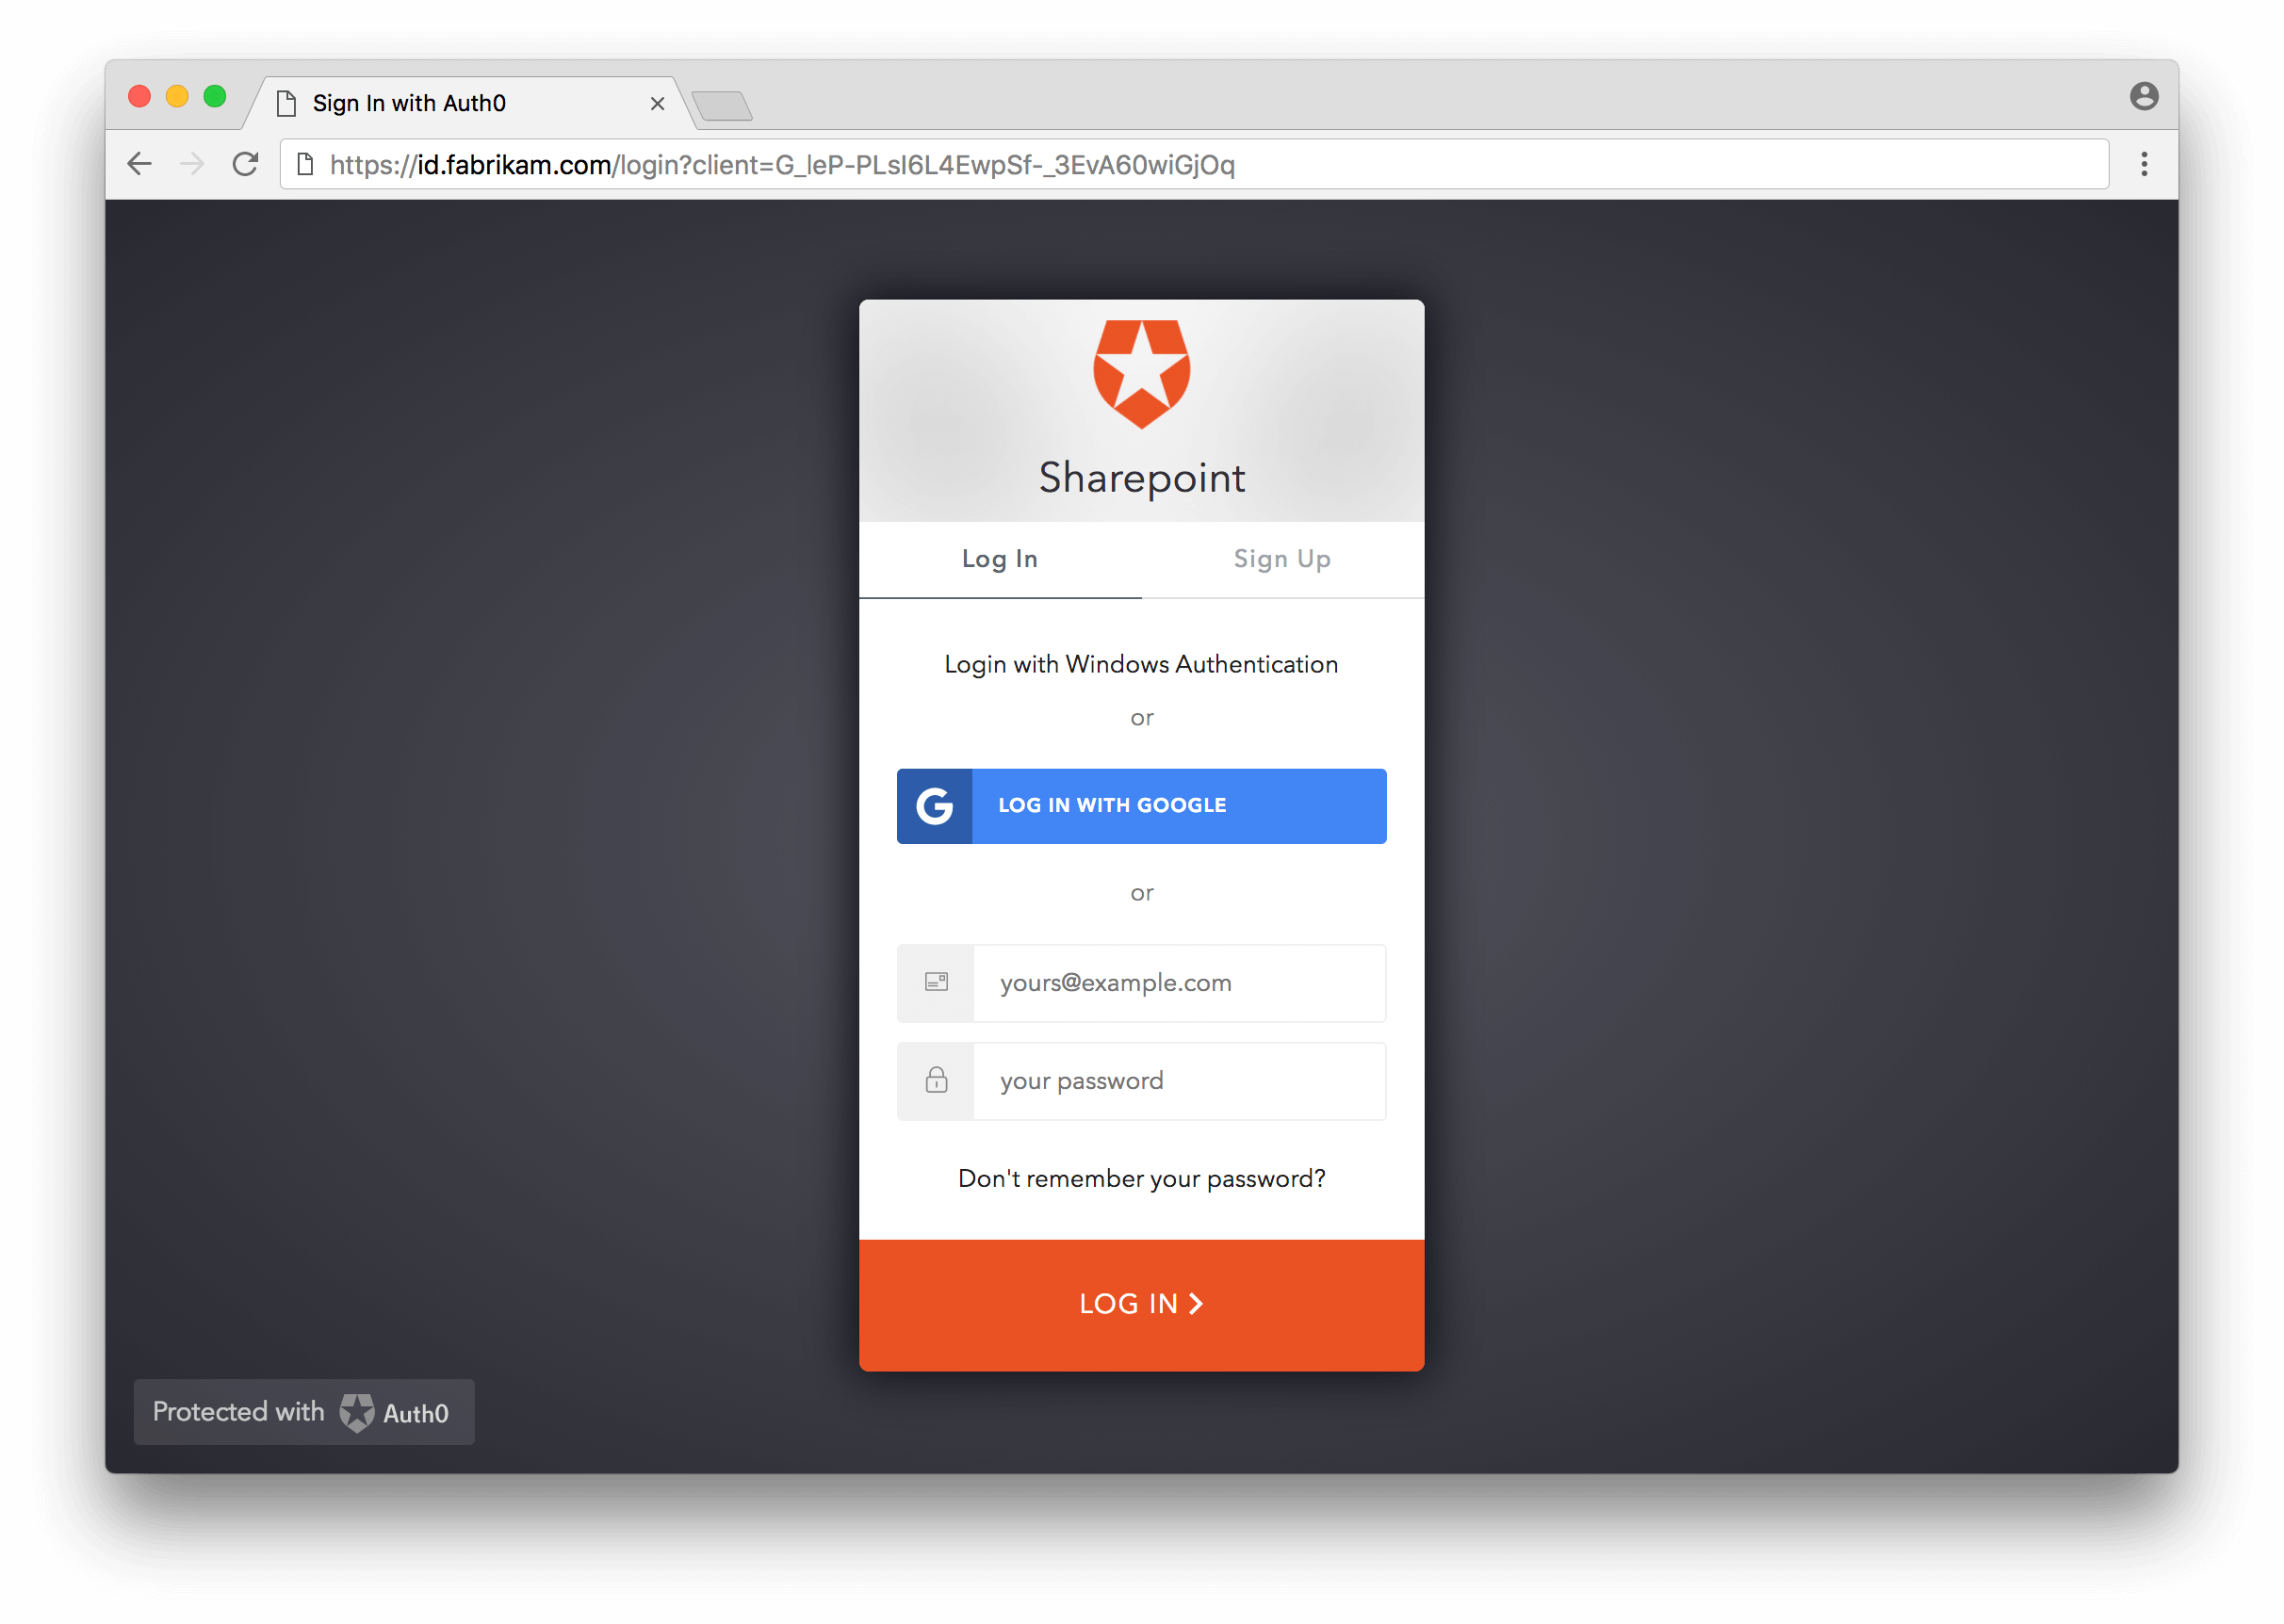 Sign In with Auth0
https://id.fabrikam.com/login?client=G_leP-PLsI6L4EwpSf-_3EvA60wiGjOq
Sharepoint
Log In
Sign Up
Login with Windows Authentication
or
G LOG IN WITH GOOGLE
or
yours@example.com
your password
Don't remember your password?
LOG IN
Protected with Auth0